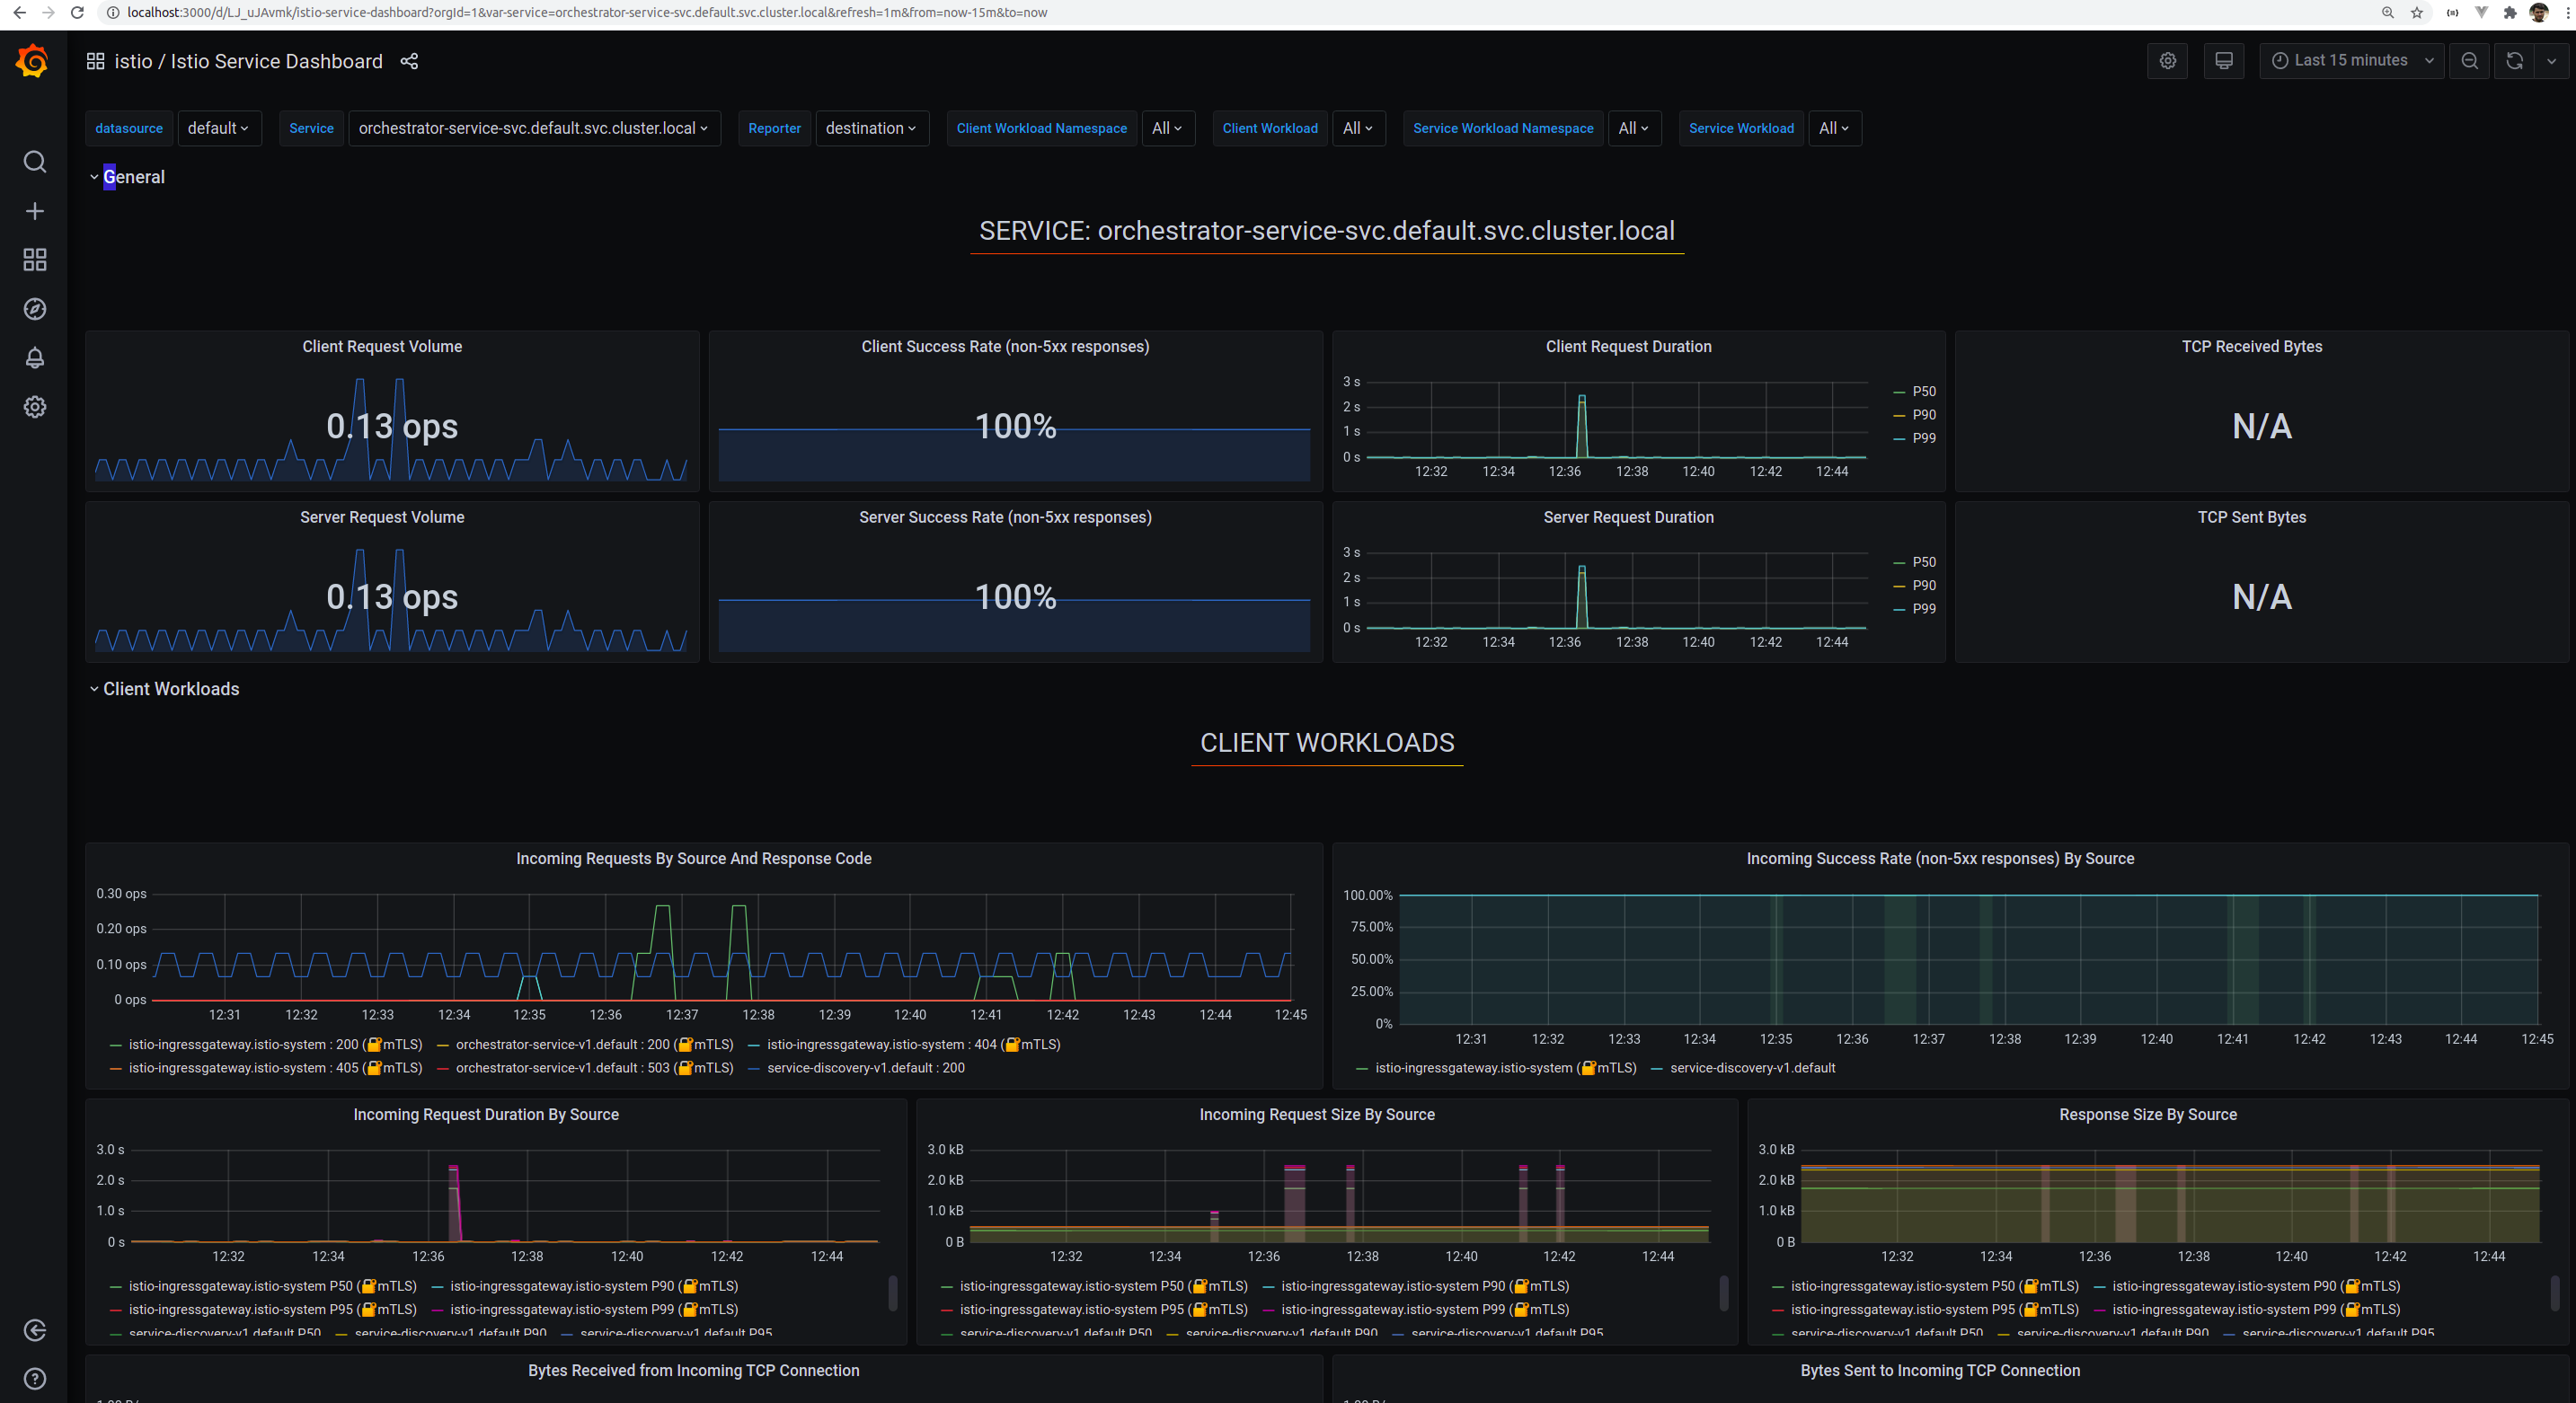 localhost:3000/d/LJ_uJAvmk/istio-service-dashboard?orgId=1&var-service=orchestrator-service-svc.default.svc.cluster.local&refresh=1m&from=now-15m&to=now
istio / Istio Service Dashboard
Last 15 minutes
datasource default Service orchestrator-service-svc.default.svc.cluster.local Reporter destination Client Workload Namespace All Client Workload All Service Workload Namespace All Service Workload All
General
SERVICE: orchestrator-service-svc.default.svc.cluster.local
Client Request Volume
0.13 ops
Client Success Rate (non-5xx responses)
100%
Client Request Duration
3 s
2 s
1 s
0 s
12:32 12:34 12:36 12:38 12:40 12:42 12:44
P50
P90
P99
TCP Received Bytes
N/A
Server Request Volume
0.13 ops
Server Success Rate (non-5xx responses)
100%
Server Request Duration
3 s
2 s
1 s
0 s
12:32 12:34 12:36 12:38 12:40 12:42 12:44
P50
P90
P99
TCP Sent Bytes
N/A
Client Workloads
CLIENT WORKLOADS
Incoming Requests By Source And Response Code
0.30 ops
0.20 ops
0.10 ops
0 ops
12:31 12:32 12:33 12:34 12:35 12:36 12:37 12:38 12:39 12:40 12:41 12:42 12:43 12:44 12:45
istio-ingressgateway.istio-system : 200 (🔐mTLS) orchestrator-service-v1.default : 200 (🔐mTLS) istio-ingressgateway.istio-system : 404 (🔐mTLS)
istio-ingressgateway.istio-system : 405 (🔐mTLS) orchestrator-service-v1.default : 503 (🔐mTLS) service-discovery-v1.default : 200
Incoming Success Rate (non-5xx responses) By Source
100.00%
75.00%
50.00%
25.00%
0%
12:31 12:32 12:33 12:34 12:35 12:36 12:37 12:38 12:39 12:40 12:41 12:42 12:43 12:44 12:45
istio-ingressgateway.istio-system (🔐mTLS) service-discovery-v1.default
Incoming Request Duration By Source
3.0 s
2.0 s
1.0 s
0 s
12:32 12:34 12:36 12:38 12:40 12:42 12:44
istio-ingressgateway.istio-system P50 (🔐mTLS) istio-ingressgateway.istio-system P90 (🔐mTLS)
istio-ingressgateway.istio-system P95 (🔐mTLS) istio-ingressgateway.istio-system P99 (🔐mTLS)
service-discovery-v1.default P50 service-discovery-v1.default P90 service-discovery-v1.default P95
Incoming Request Size By Source
3.0 kB
2.0 kB
1.0 kB
0 B
12:32 12:34 12:36 12:38 12:40 12:42 12:44
istio-ingressgateway.istio-system P50 (🔐mTLS) istio-ingressgateway.istio-system P90 (🔐mTLS)
istio-ingressgateway.istio-system P95 (🔐mTLS) istio-ingressgateway.istio-system P99 (🔐mTLS)
service-discovery-v1.default P50 service-discovery-v1.default P90 service-discovery-v1.default P95
Response Size By Source
3.0 kB
2.0 kB
1.0 kB
0 B
12:32 12:34 12:36 12:38 12:40 12:42 12:44
istio-ingressgateway.istio-system P50 (🔐mTLS) istio-ingressgateway.istio-system P90 (🔐mTLS)
istio-ingressgateway.istio-system P95 (🔐mTLS) istio-ingressgateway.istio-system P99 (🔐mTLS)
service-discovery-v1.default P50 service-discovery-v1.default P90 service-discovery-v1.default P95
Bytes Received from Incoming TCP Connection
Bytes Sent to Incoming TCP Connection